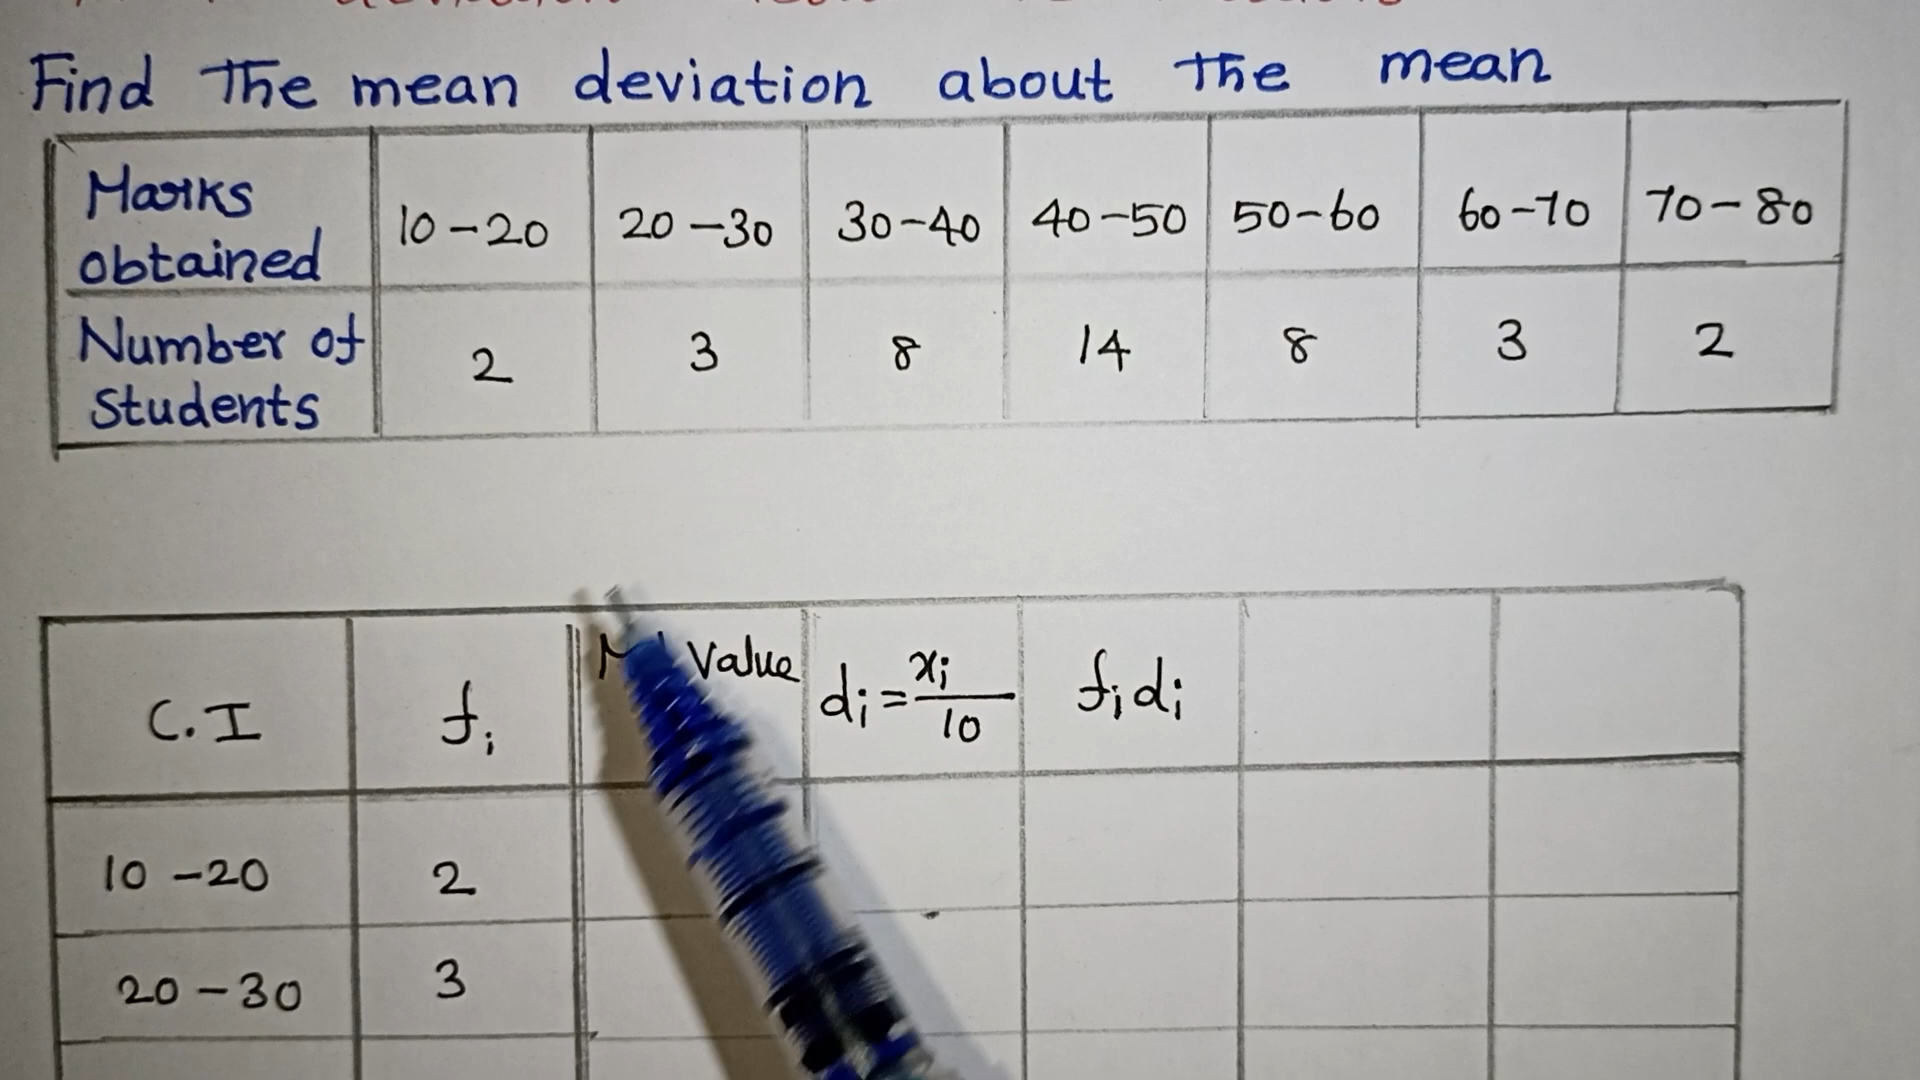 deviation
Find The mean deviation about The mean
Marks obtained 10-20 20-30 30-40 40-50 50-60 60-70 70-80
Number of Students 2 3 8 14 8 3 2
C.I fi Value di = xi/10 fidi
10-20 2
20-30 3